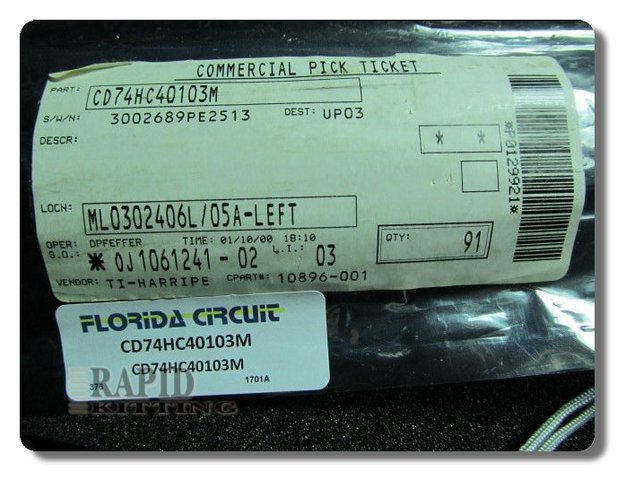 COMMERCIAL PICK TICKET
PART: CD74HC40103M
S/W/N: 3002689PE2513 DEST: UP03
DESCR: * *
*P0129921*
LOCN: ML0302406L/05A-LEFT
OPER: DPFEFFER TIME: 01/10/00 18:10
S.O.: * 0J1061241-02 L.I.: 03
QTY: 91
VENDOR: TI-HARRIPE CPART#: 10896-001
FLORIDA CIRCUIT
CD74HC40103M
CD74HC40103M
376 1701A
RAPID
KITTING